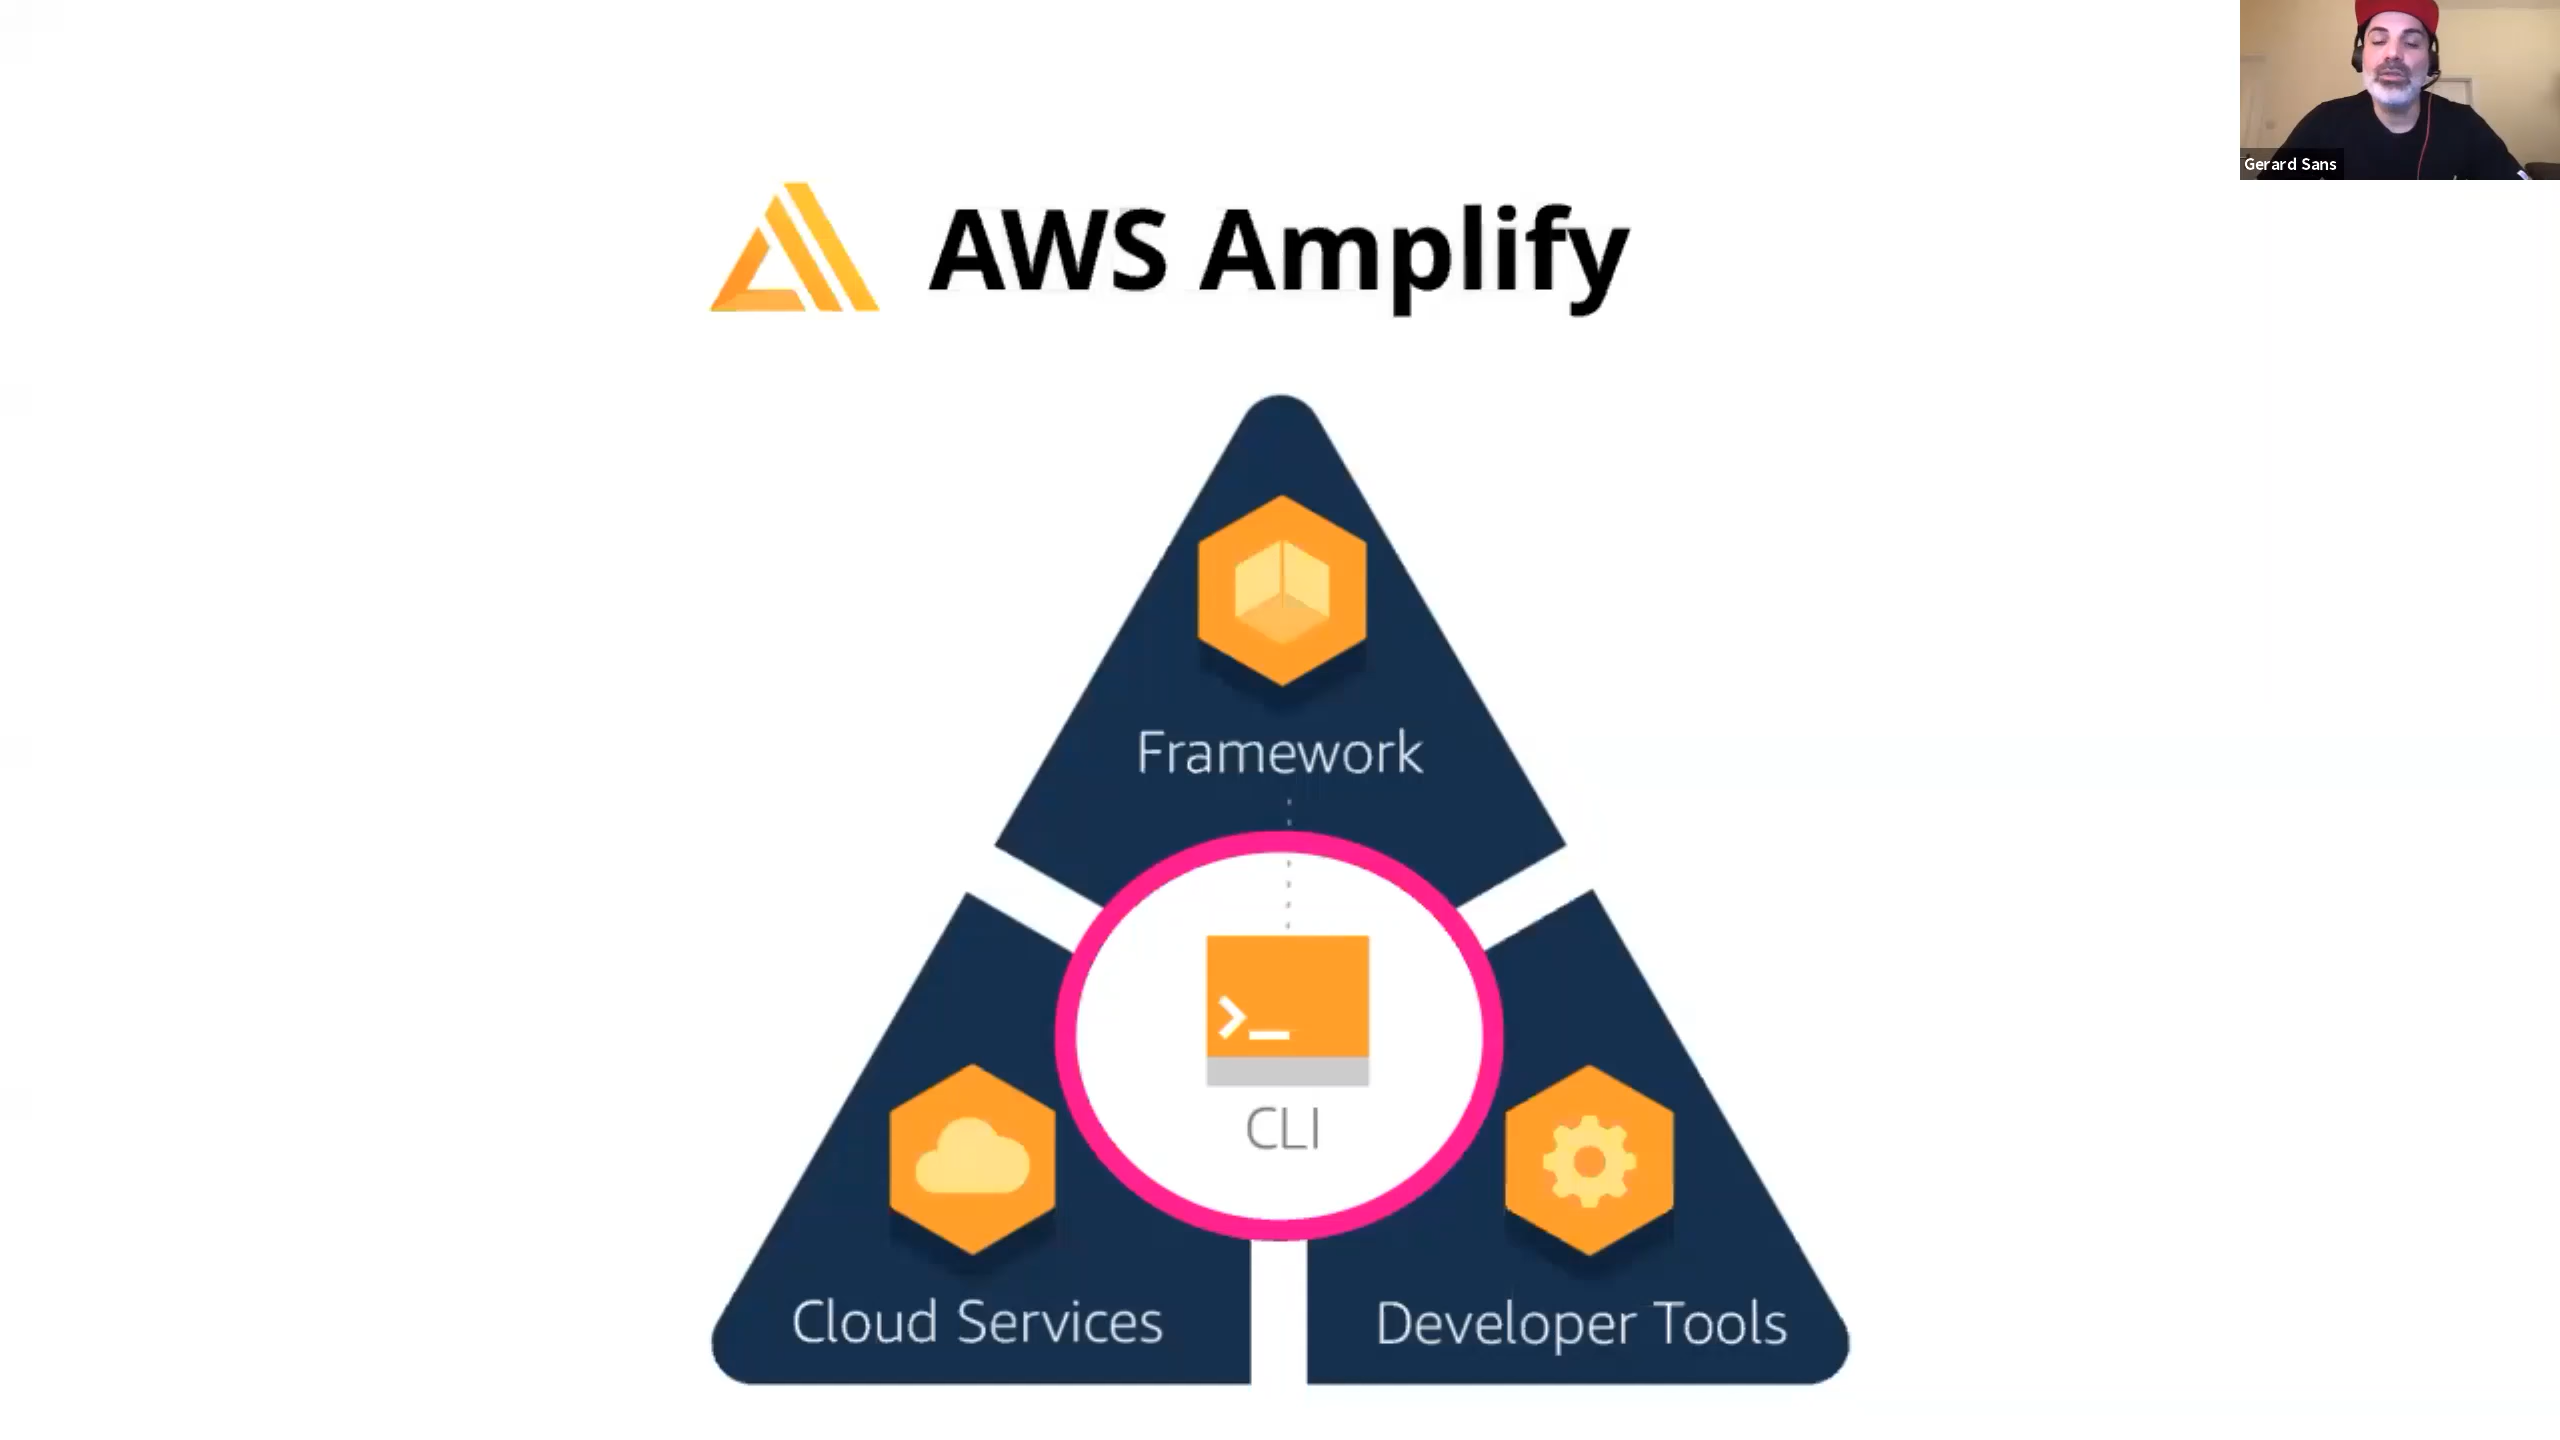 Gerard Sans
AWS Amplify
Framework
>_
CLI
Cloud Services
Developer Tools